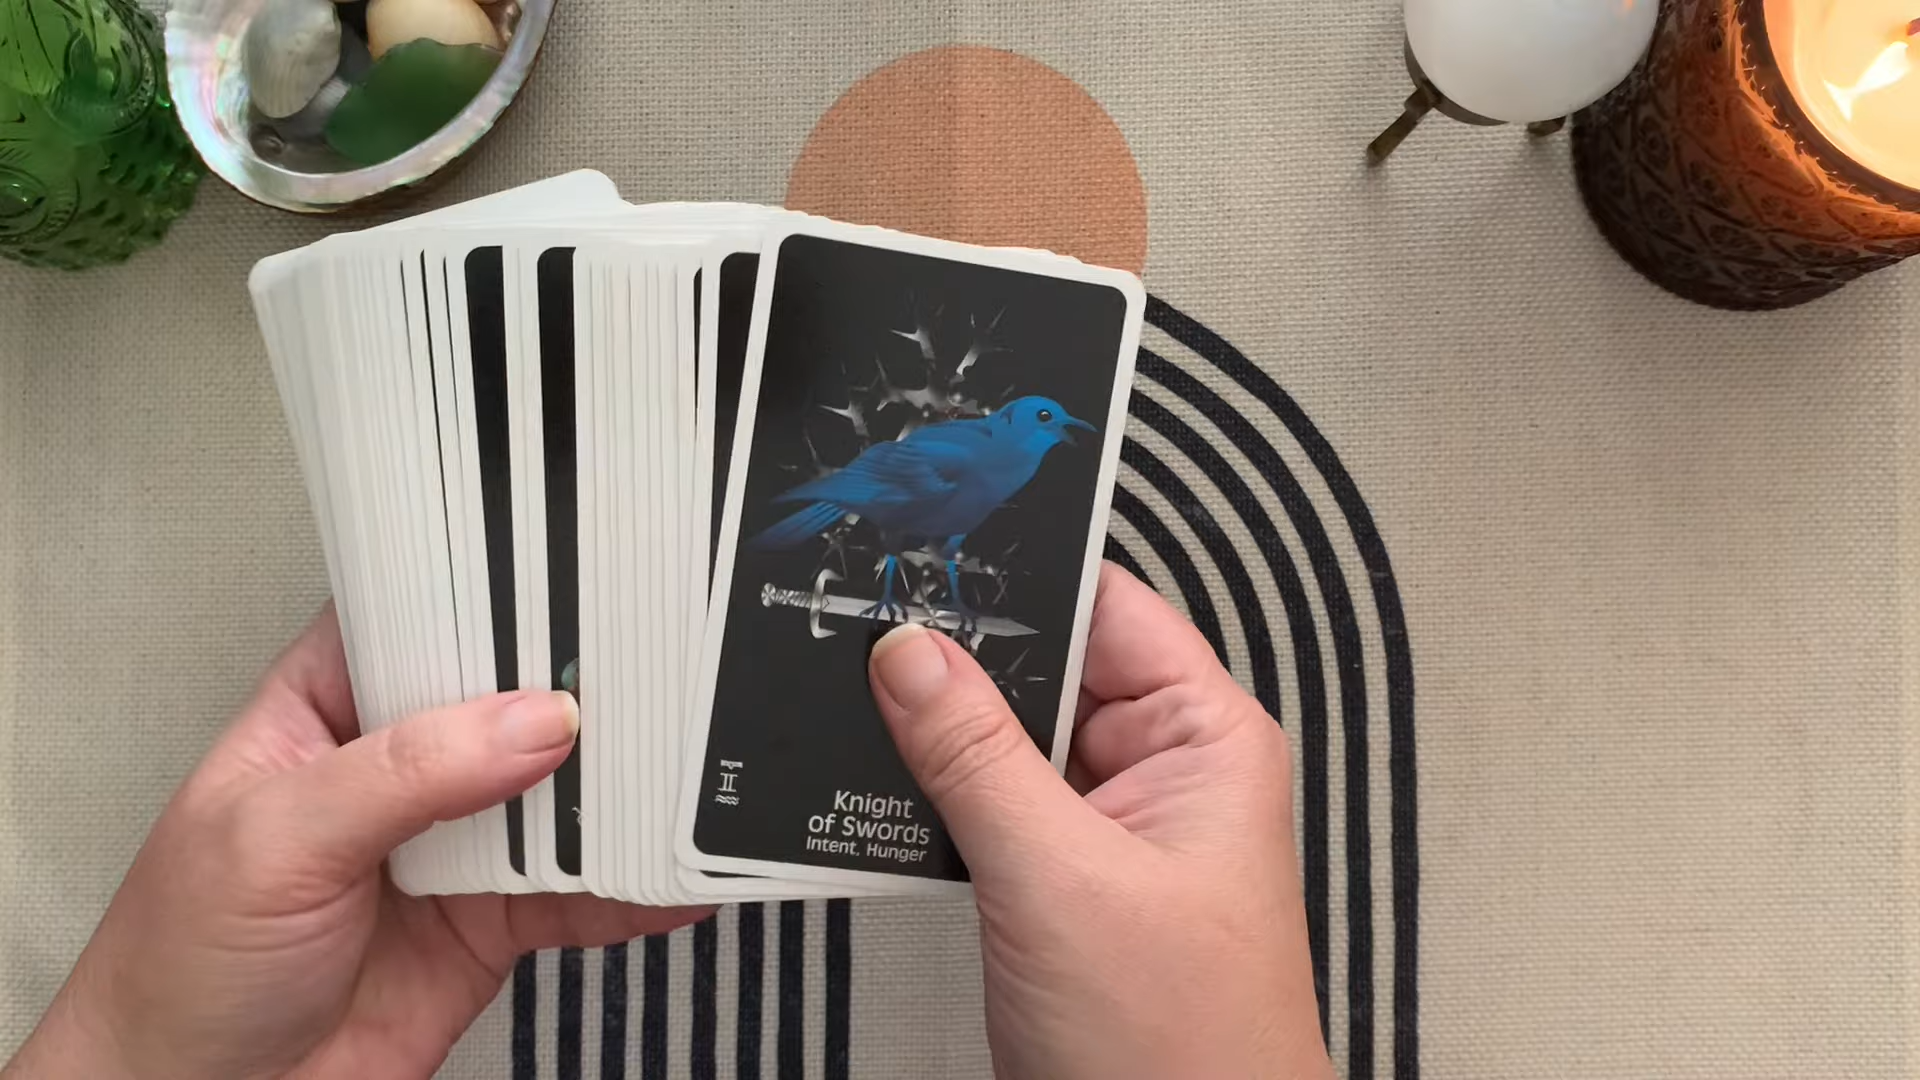 Knight
of Swords
Intent, Hunger